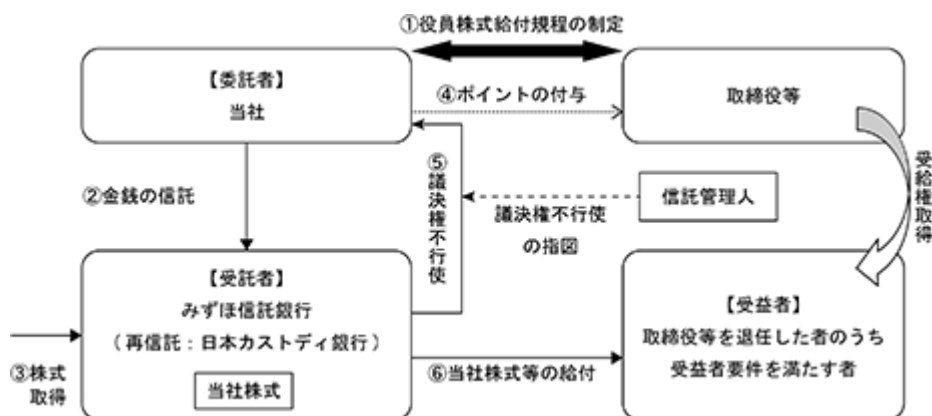 ①役員株式給付規程の制定
【委託者】
当社
④ポイントの付与
取締役等
②金銭の信託
⑤議決権不行使
議決権不行使
の指図
信託管理人
受給権取得
【受託者】
みずほ信託銀行
(再信託:日本カストディ銀行)
当社株式
③株式
取得
⑥当社株式等の給付
【受益者】
取締役等を退任した者のうち
受益者要件を満たす者